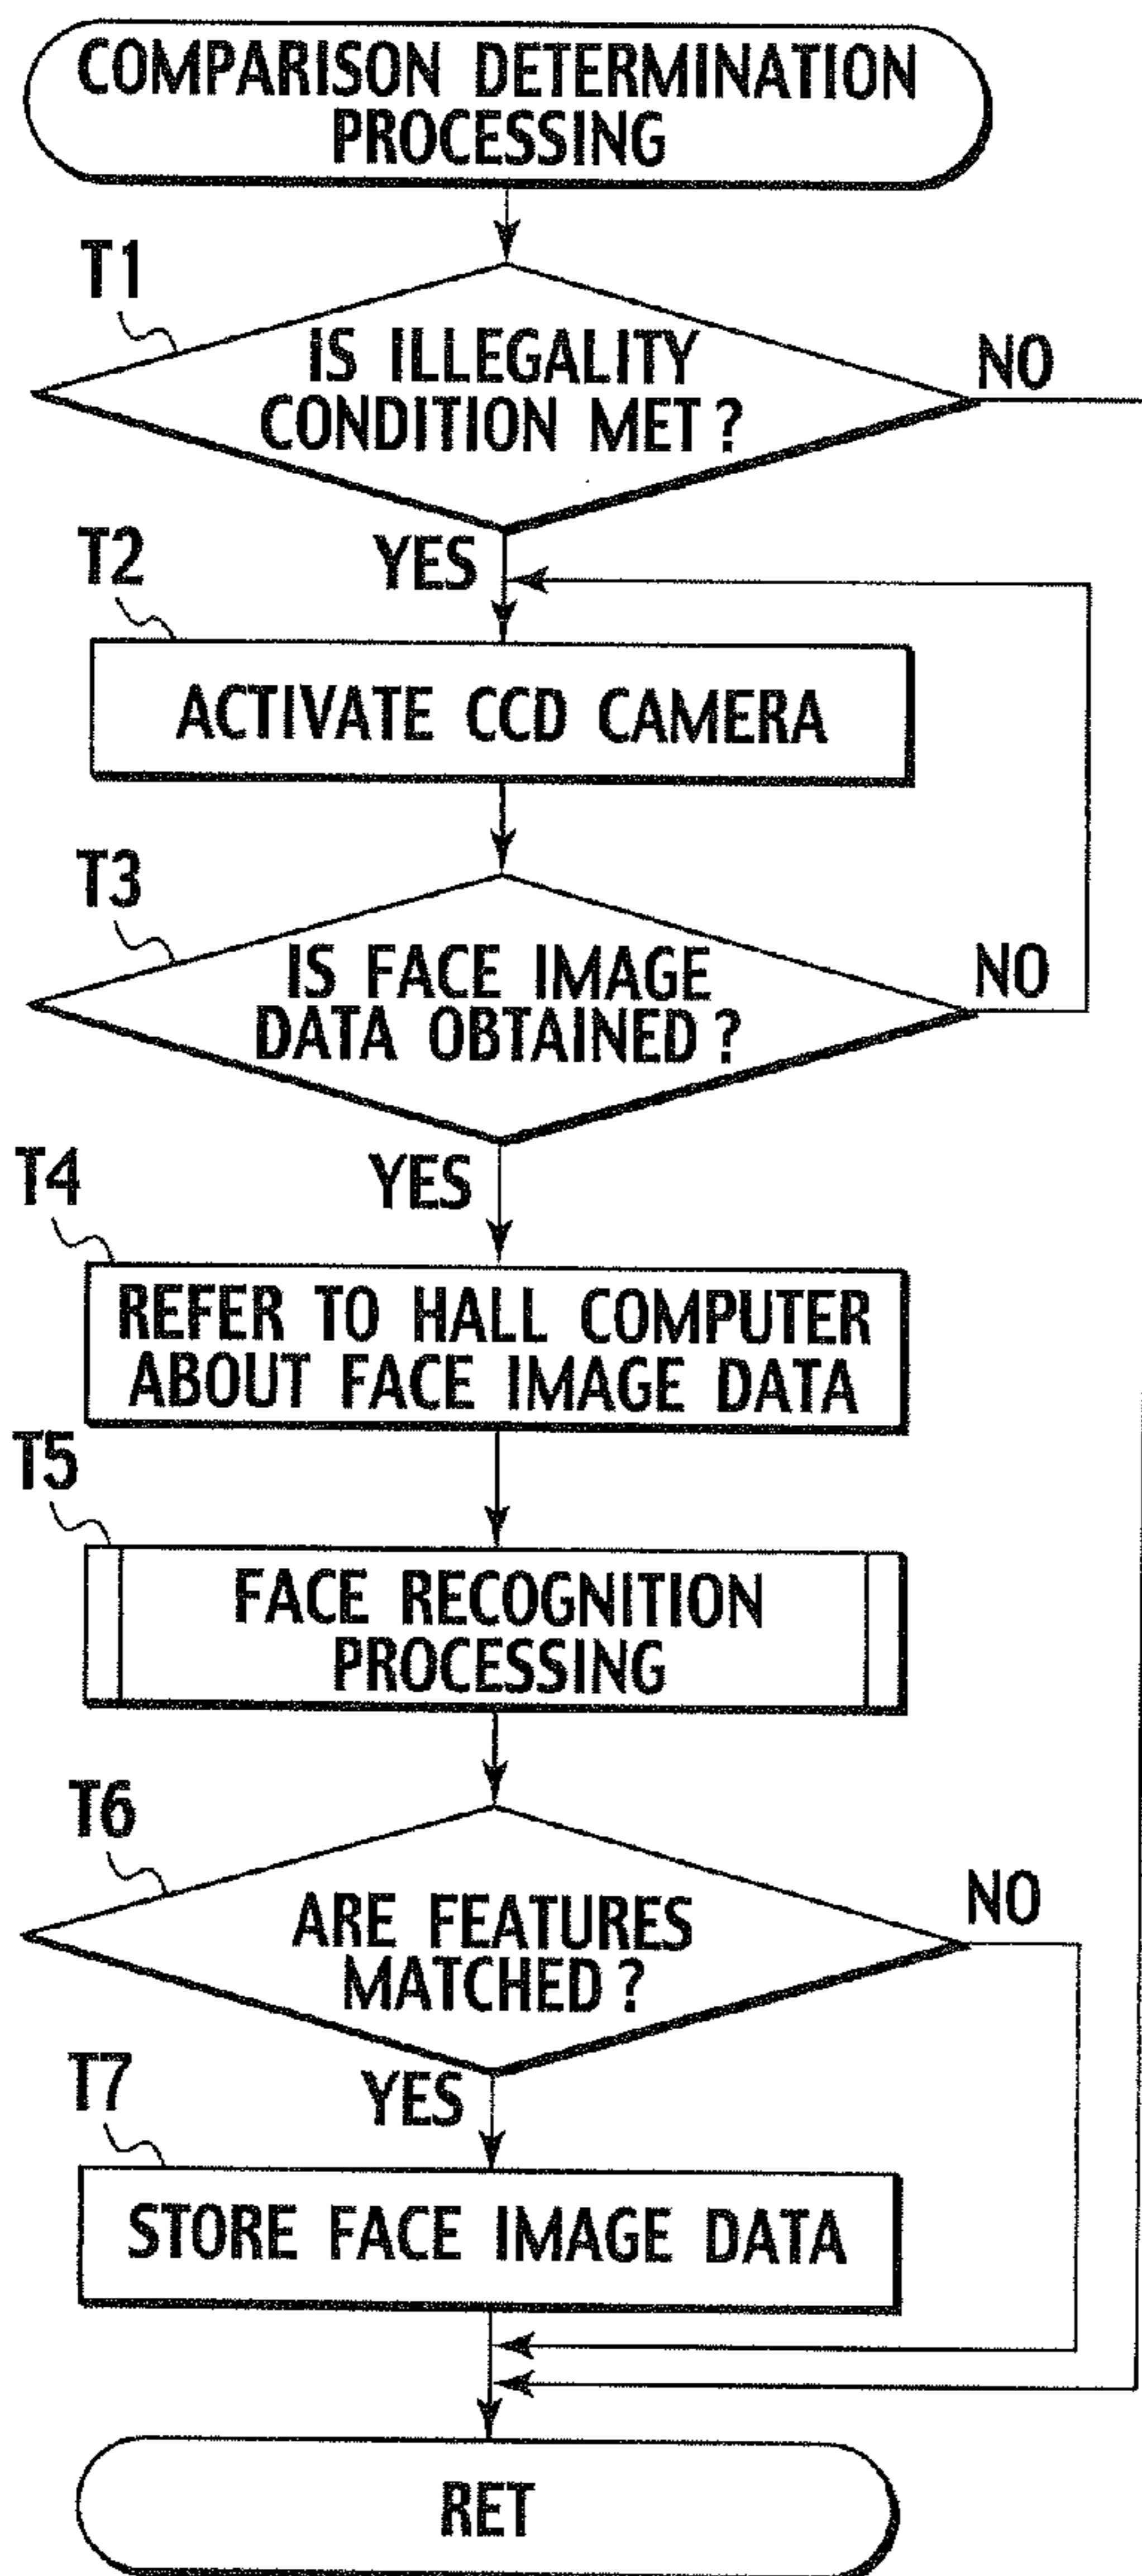 COMPARISON DETERMINATION
PROCESSING
T1
IS ILLEGALITY
CONDITION MET ?
NO
YES
T2
ACTIVATE CCD CAMERA
T3
IS FACE IMAGE
DATA OBTAINED ?
NO
YES
T4
REFER TO HALL COMPUTER
ABOUT FACE IMAGE DATA
T5
FACE RECOGNITION
PROCESSING
T6
ARE FEATURES
MATCHED ?
NO
YES
T7
STORE FACE IMAGE DATA
RET